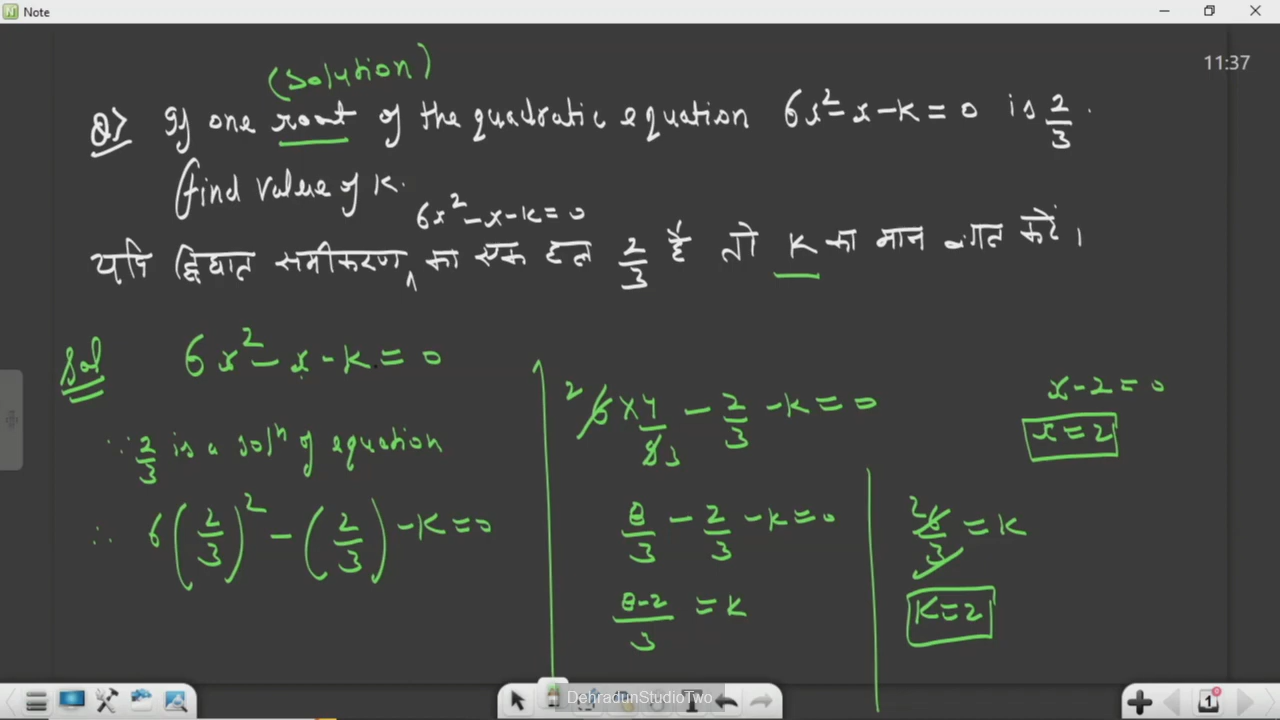 Note
11:37
(Solution)
Q> If one root of the quadratic equation 6x² - x - K = 0 is 2/3.
find value of K.
6x² - x - K = 0
यदि द्विघात समीकरण ^ का एक हल 2/3 है तो K का मान ज्ञात करें।
Sol 6x² - x - K = 0
∵ 2/3 is a solⁿ of equation
∴ 6(2/3)² - (2/3) - K = 0
2 6 × 4/9 3 - 2/3 - K = 0
8/3 - 2/3 - K = 0
(8-2)/3 = K
x - 2 = 0
x = 2
2 6/3 = K
K = 2
DehradunStudioTwo
1